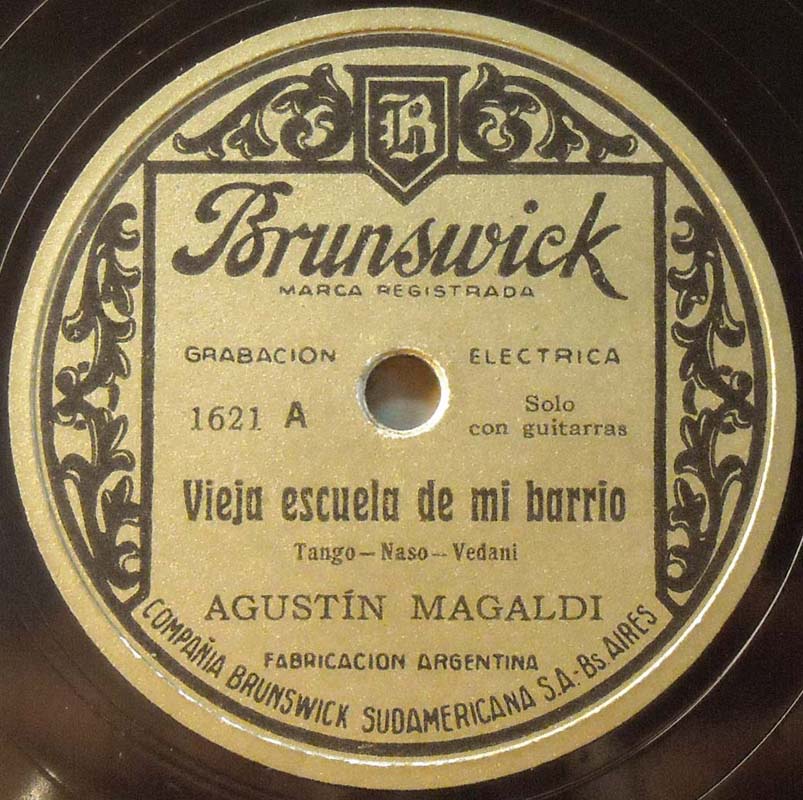 B
Brunswick
MARCA REGISTRADA
GRABACION ELECTRICA
1621 A
Solo
con guitarras
Vieja escuela de mi barrio
Tango—Naso—Vedani
AGUSTÍN MAGALDI
FABRICACION ARGENTINA
COMPAÑIA BRUNSWICK SUDAMERICANA S.A.-Bs. AIRES